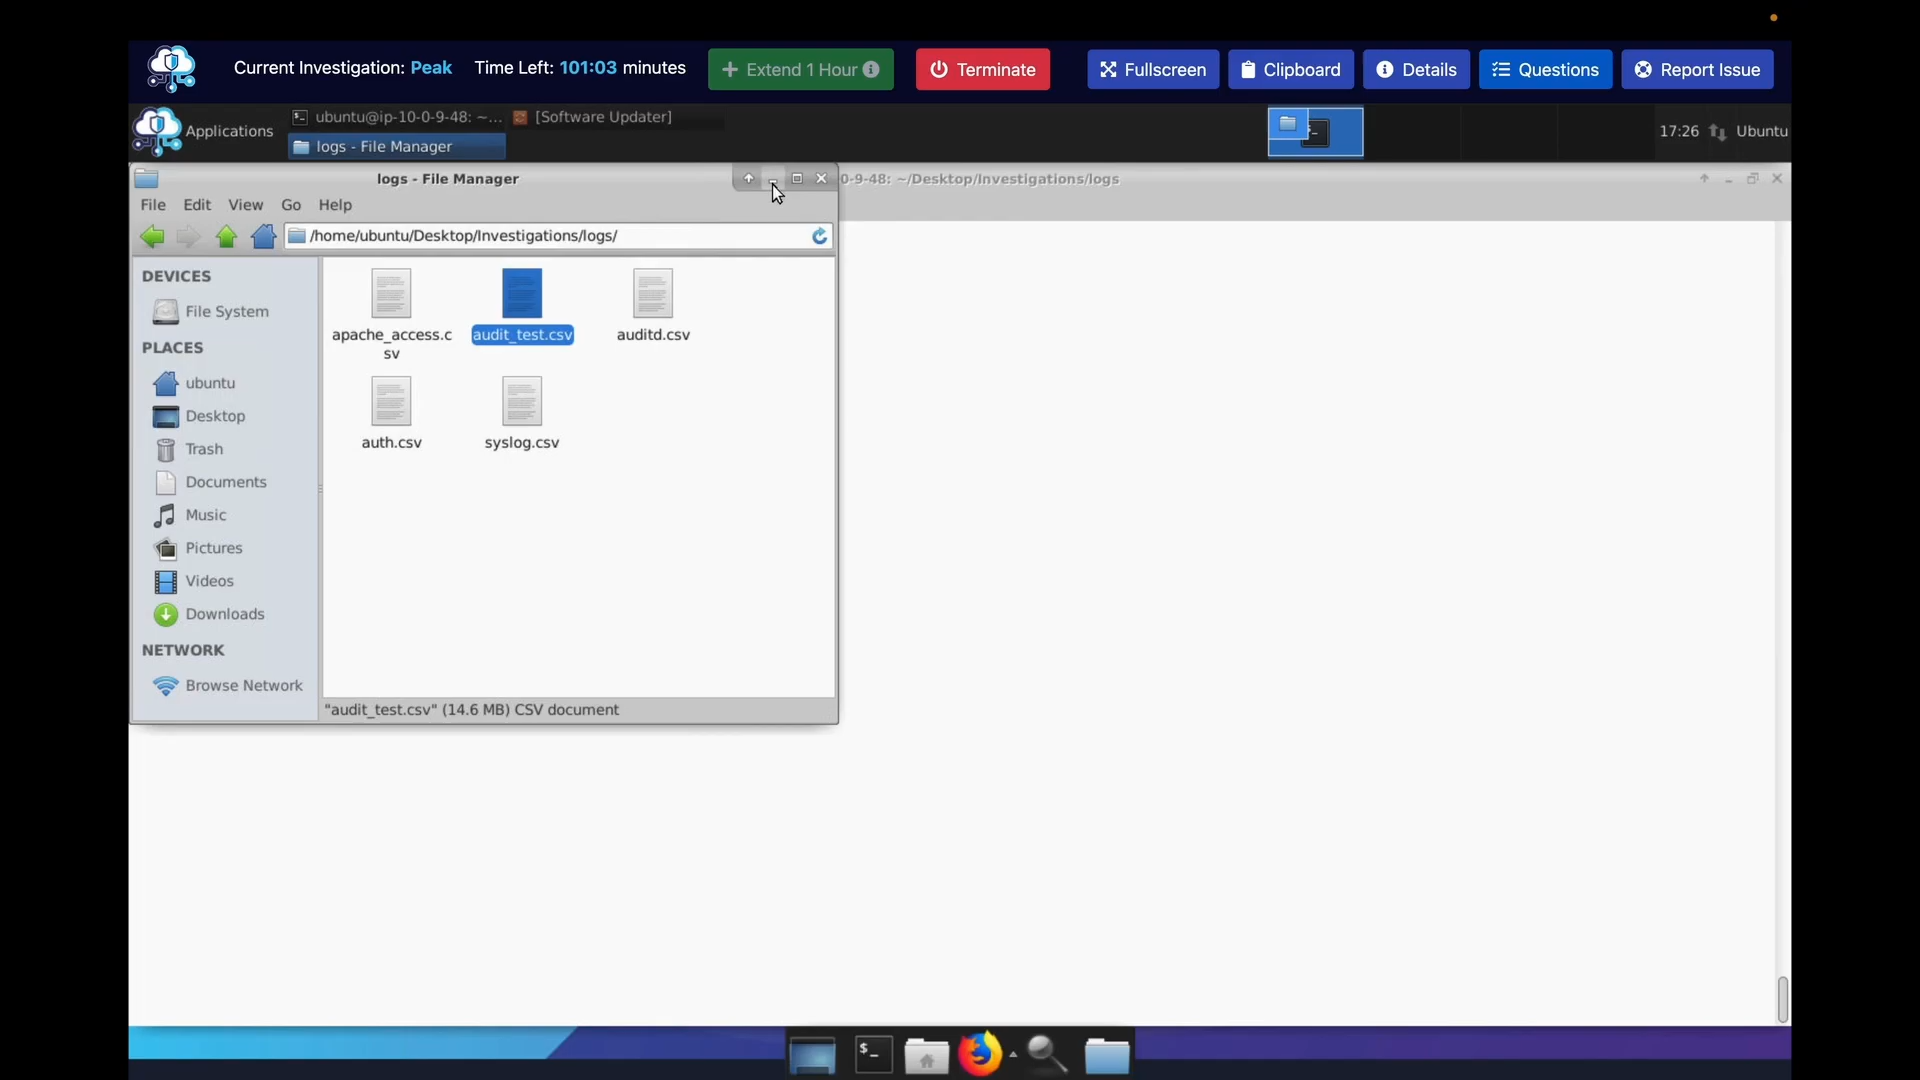 Current Investigation: Peak Time Left: 101:03 minutes Extend 1 Hour Terminate Fullscreen Clipboard Details Questions Report Issue
Applications
ubuntu@ip-10-0-9-48: ~... [Software Updater]
logs - File Manager
17:26 Ubuntu
logs - File Manager
0-9-48: ~/Desktop/Investigations/logs
File Edit View Go Help
/home/ubuntu/Desktop/Investigations/logs/
DEVICES
File System
PLACES
ubuntu
Desktop
Trash
Documents
Music
Pictures
Videos
Downloads
NETWORK
Browse Network
apache_access.c
sv
audit_test.csv
auditd.csv
auth.csv
syslog.csv
"audit_test.csv" (14.6 MB) CSV document
$_